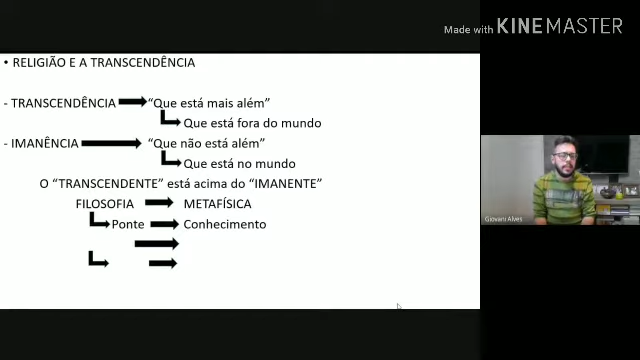 Made with KINEMASTER
• RELIGIÃO E A TRANSCENDÊNCIA
- TRANSCENDÊNCIA "Que está mais além"
Que está fora do mundo
- IMANÊNCIA "Que não está além"
Que está no mundo
O "TRANSCENDENTE" está acima do "IMANENTE"
FILOSOFIA METAFÍSICA
Ponte Conhecimento
Giovani Alves